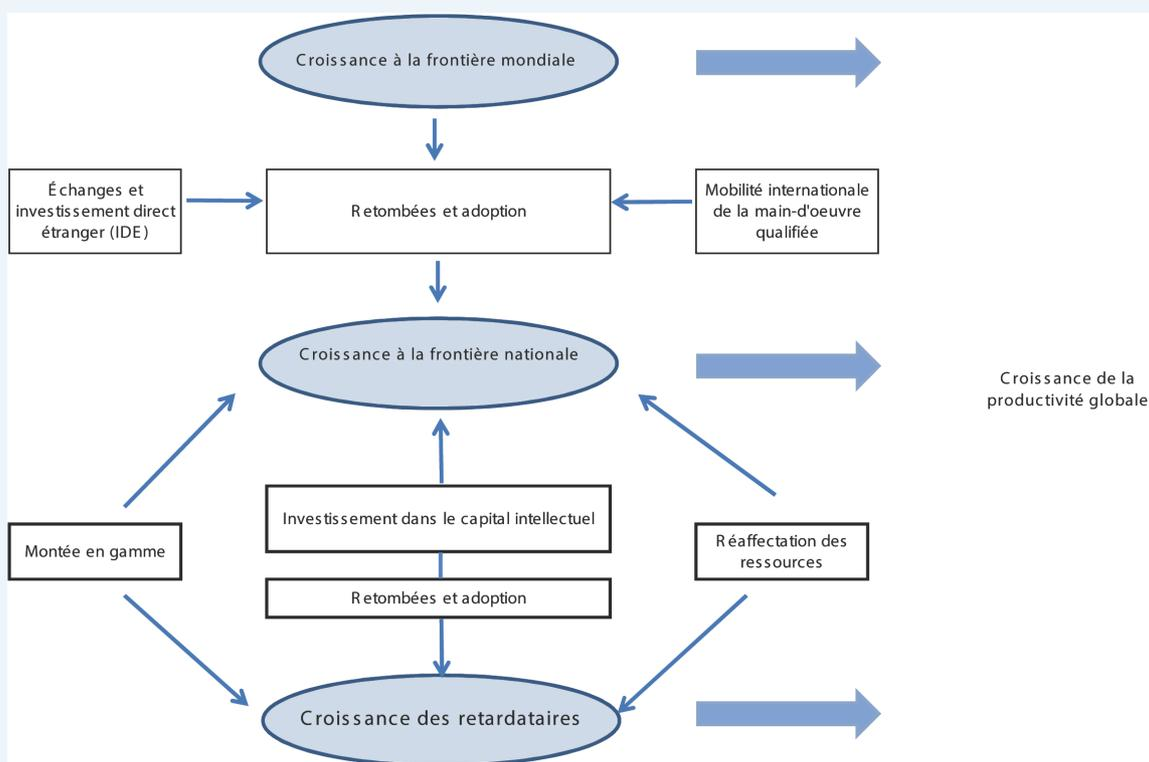 Croissance à la frontière mondiale
Échanges et
investissement direct
étranger (IDE)
Retombées et adoption
Mobilité internationale
de la main-d'oeuvre
qualifiée
Croissance à la frontière nationale
Croissance de la
productivité globale
Investissement dans le capital intellectuel
Montée en gamme
Réaffectation des
ressources
Retombées et adoption
Croissance des retardataires